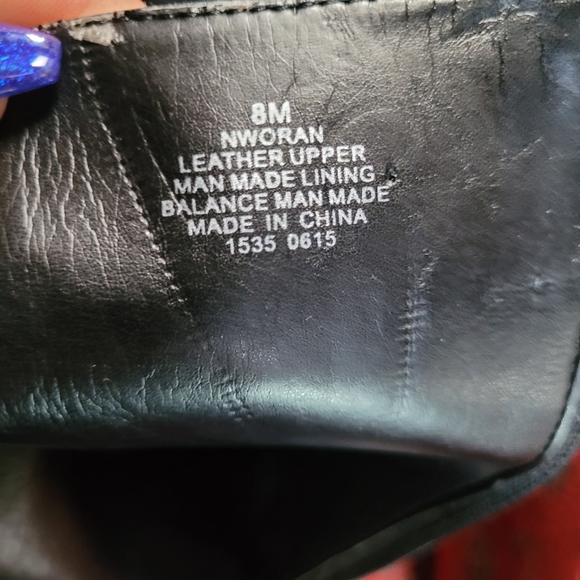 8M
NWORAN
LEATHER UPPER
MAN MADE LINING
BALANCE MAN MADE
MADE IN CHINA
1535 0615